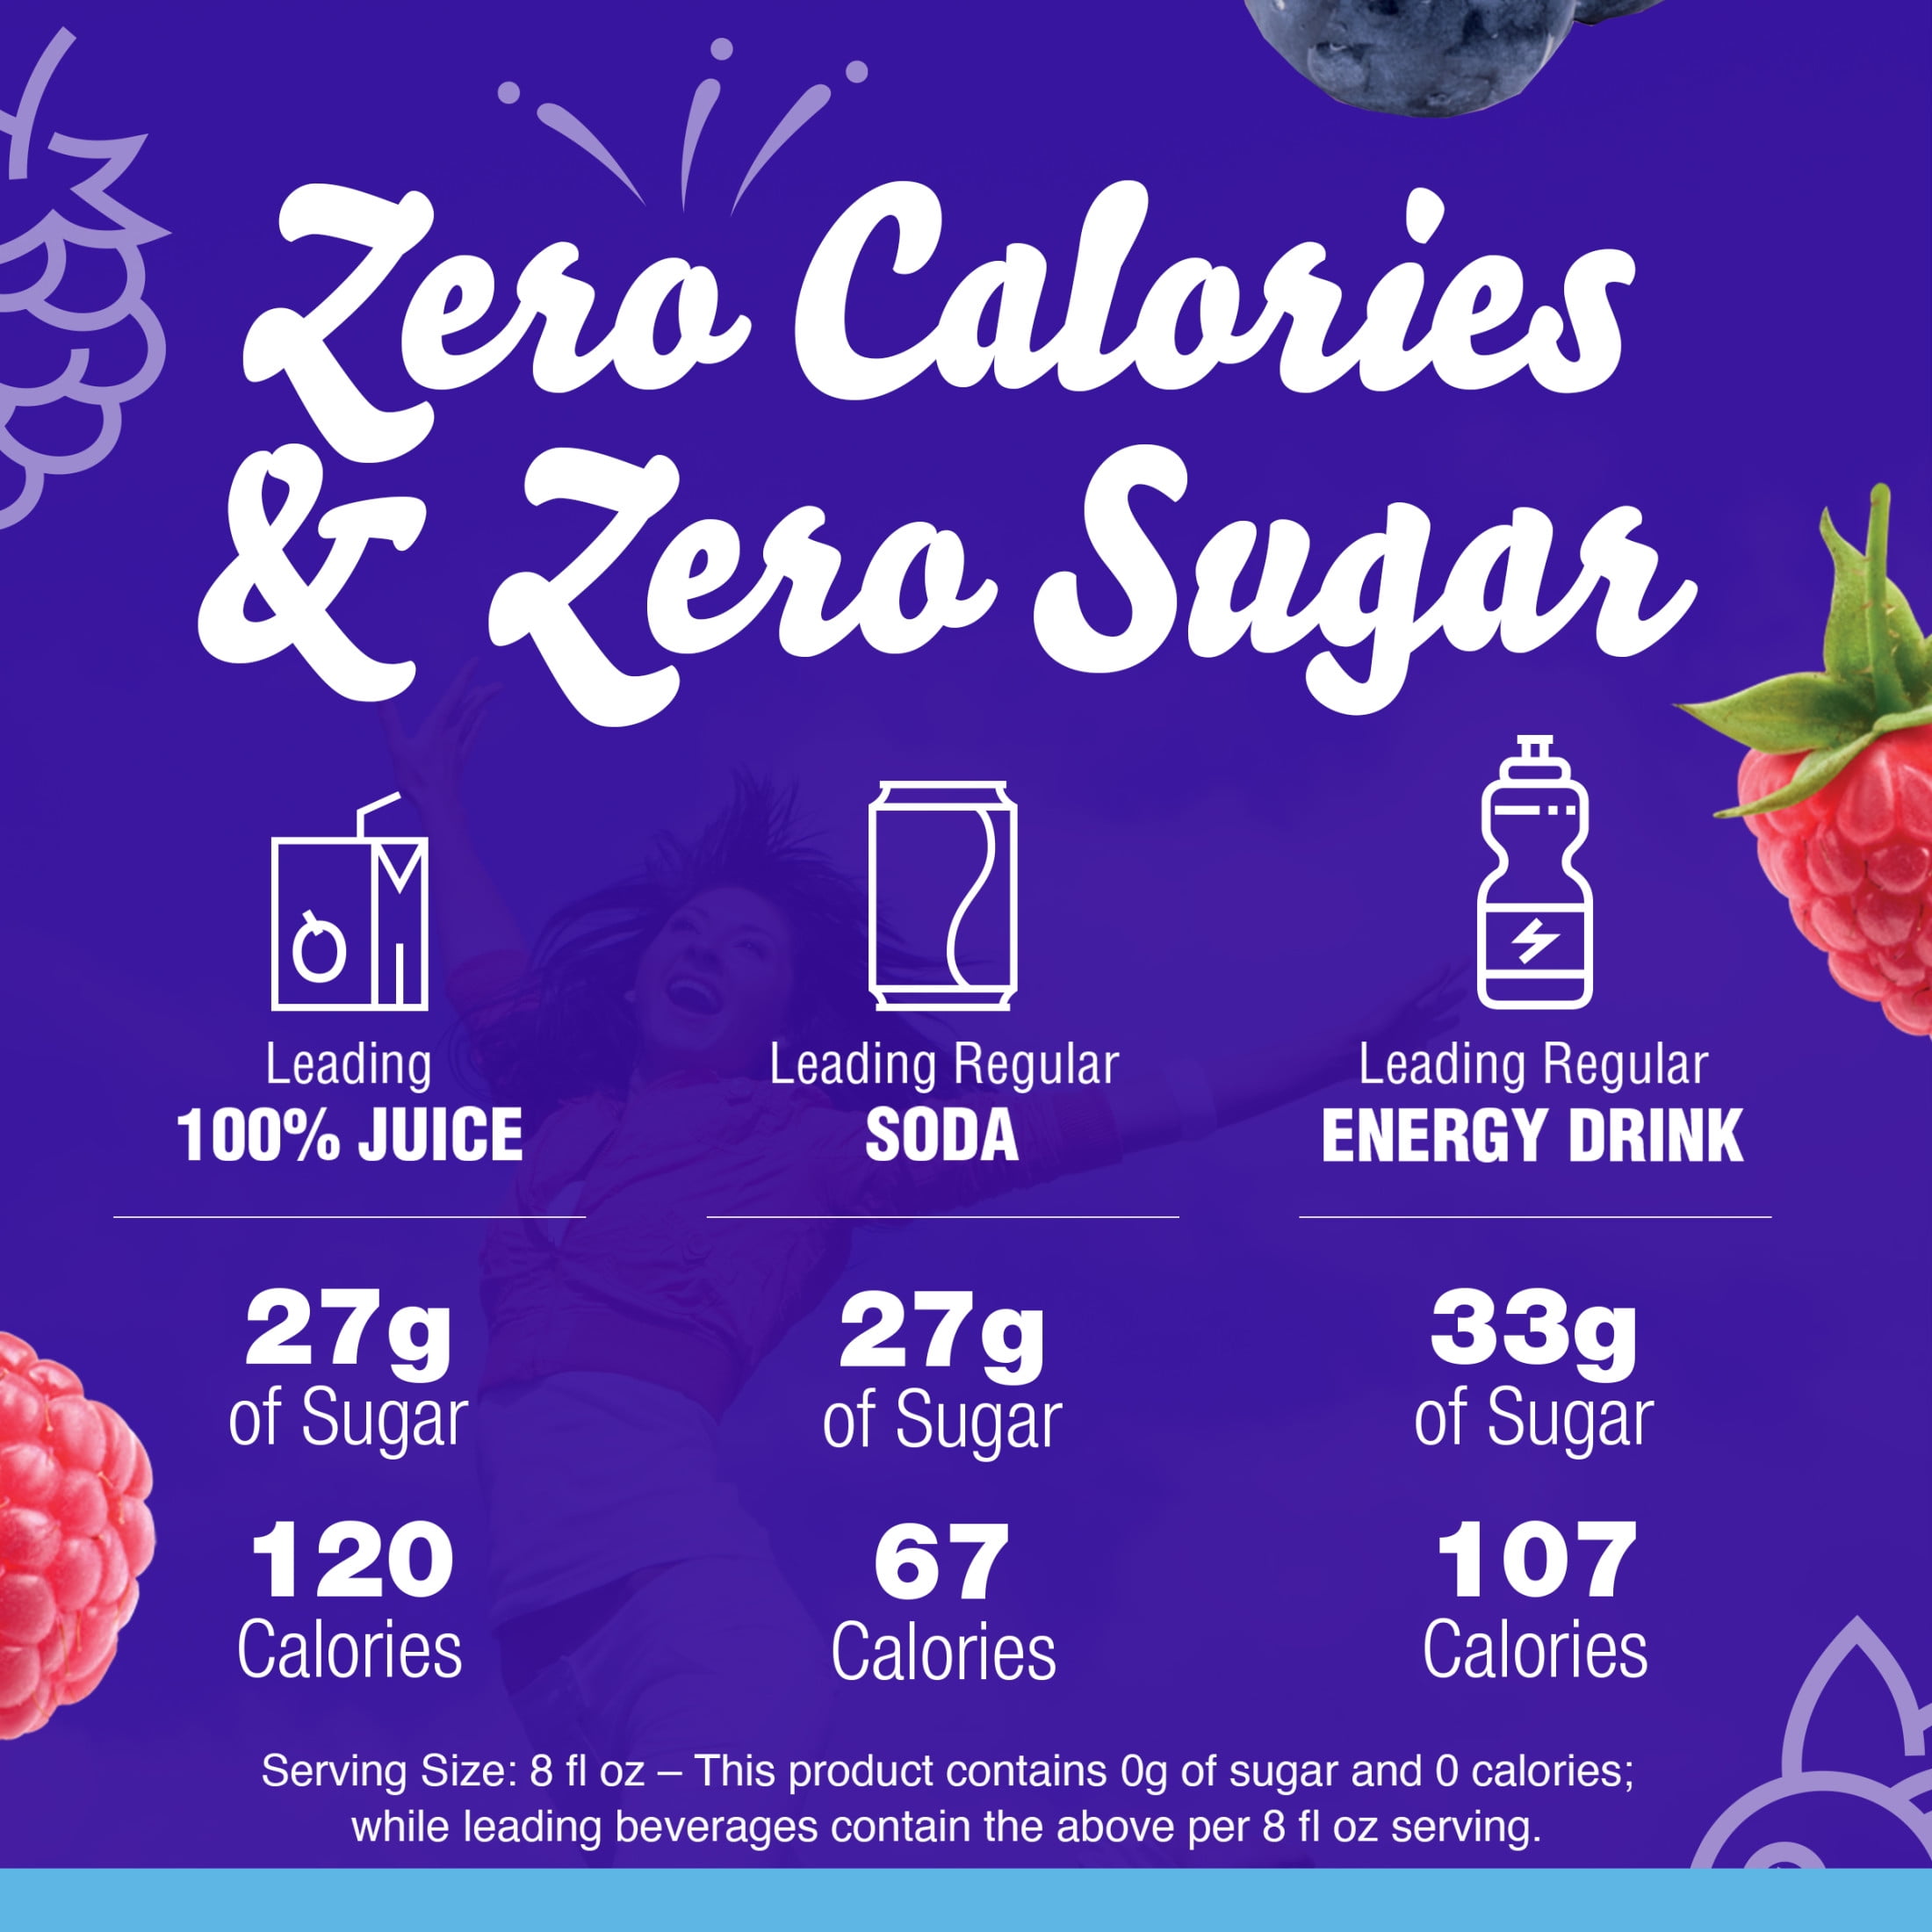 Zero Calories
& Zero Sugar
Leading
100% JUICE
Leading Regular
SODA
Leading Regular
ENERGY DRINK
27g
of Sugar
27g
of Sugar
33g
of Sugar
120
Calories
67
Calories
107
Calories
Serving Size: 8 fl oz – This product contains 0g of sugar and 0 calories;
while leading beverages contain the above per 8 fl oz serving.